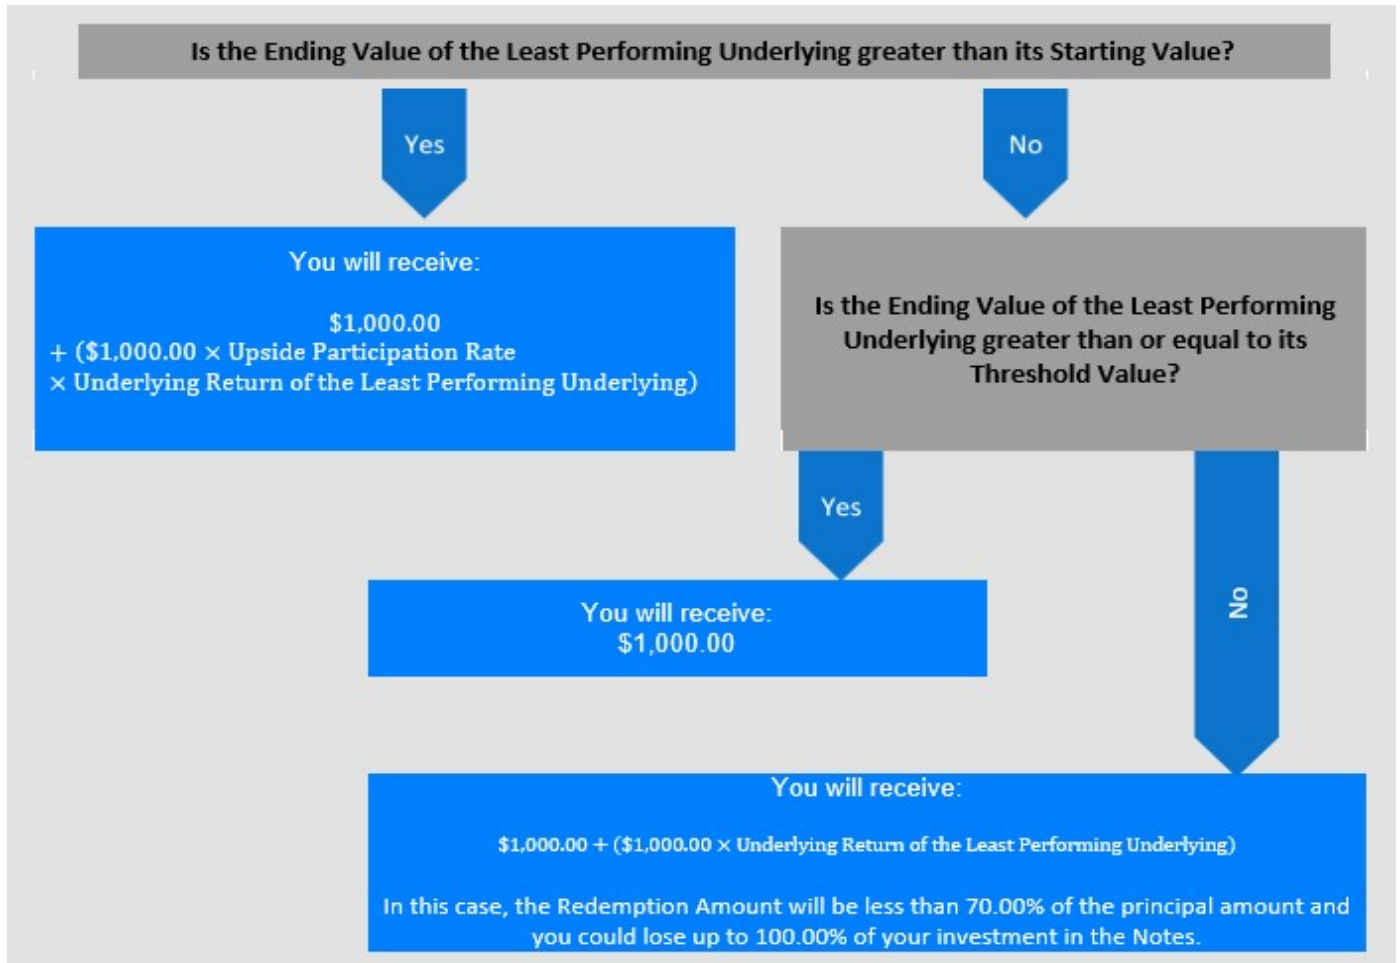 Is the Ending Value of the Least Performing Underlying greater than its Starting Value?
Yes
No
You will receive:
$1,000.00
+ ($1,000.00 × Upside Participation Rate
× Underlying Return of the Least Performing Underlying)
Is the Ending Value of the Least Performing
Underlying greater than or equal to its
Threshold Value?
Yes
No
You will receive:
$1,000.00
You will receive:
$1,000.00 + ($1,000.00 × Underlying Return of the Least Performing Underlying)
In this case, the Redemption Amount will be less than 70.00% of the principal amount and
you could lose up to 100.00% of your investment in the Notes.